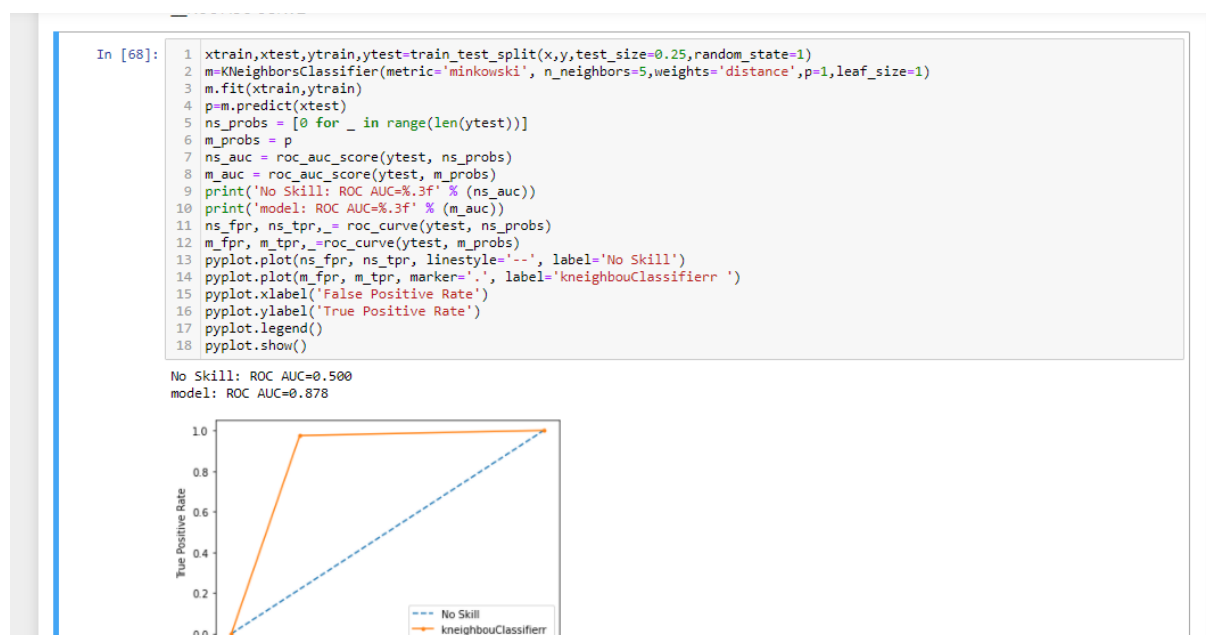 In [68]:
1 xtrain,xtest,ytrain,ytest=train_test_split(x,y,test_size=0.25,random_state=1)
2 m=KNeighborsClassifier(metric='minkowski', n_neighbors=5,weights='distance',p=1,leaf_size=1)
3 m.fit(xtrain,ytrain)
4 p=m.predict(xtest)
5 ns_probs = [0 for _ in range(len(ytest))]
6 m_probs = p
7 ns_auc = roc_auc_score(ytest, ns_probs)
8 m_auc = roc_auc_score(ytest, m_probs)
9 print('No Skill: ROC AUC=%.3f' % (ns_auc))
10 print('model: ROC AUC=%.3f' % (m_auc))
11 ns_fpr, ns_tpr,_= roc_curve(ytest, ns_probs)
12 m_fpr, m_tpr,_=roc_curve(ytest, m_probs)
13 pyplot.plot(ns_fpr, ns_tpr, linestyle='--', label='No Skill')
14 pyplot.plot(m_fpr, m_tpr, marker='.', label='kneighbouClassifierr ')
15 pyplot.xlabel('False Positive Rate')
16 pyplot.ylabel('True Positive Rate')
17 pyplot.legend()
18 pyplot.show()
No Skill: ROC AUC=0.500
model: ROC AUC=0.878
1.0
0.8
0.6
0.4
0.2
0.0
True Positive Rate
No Skill
kneighbouClassifierr